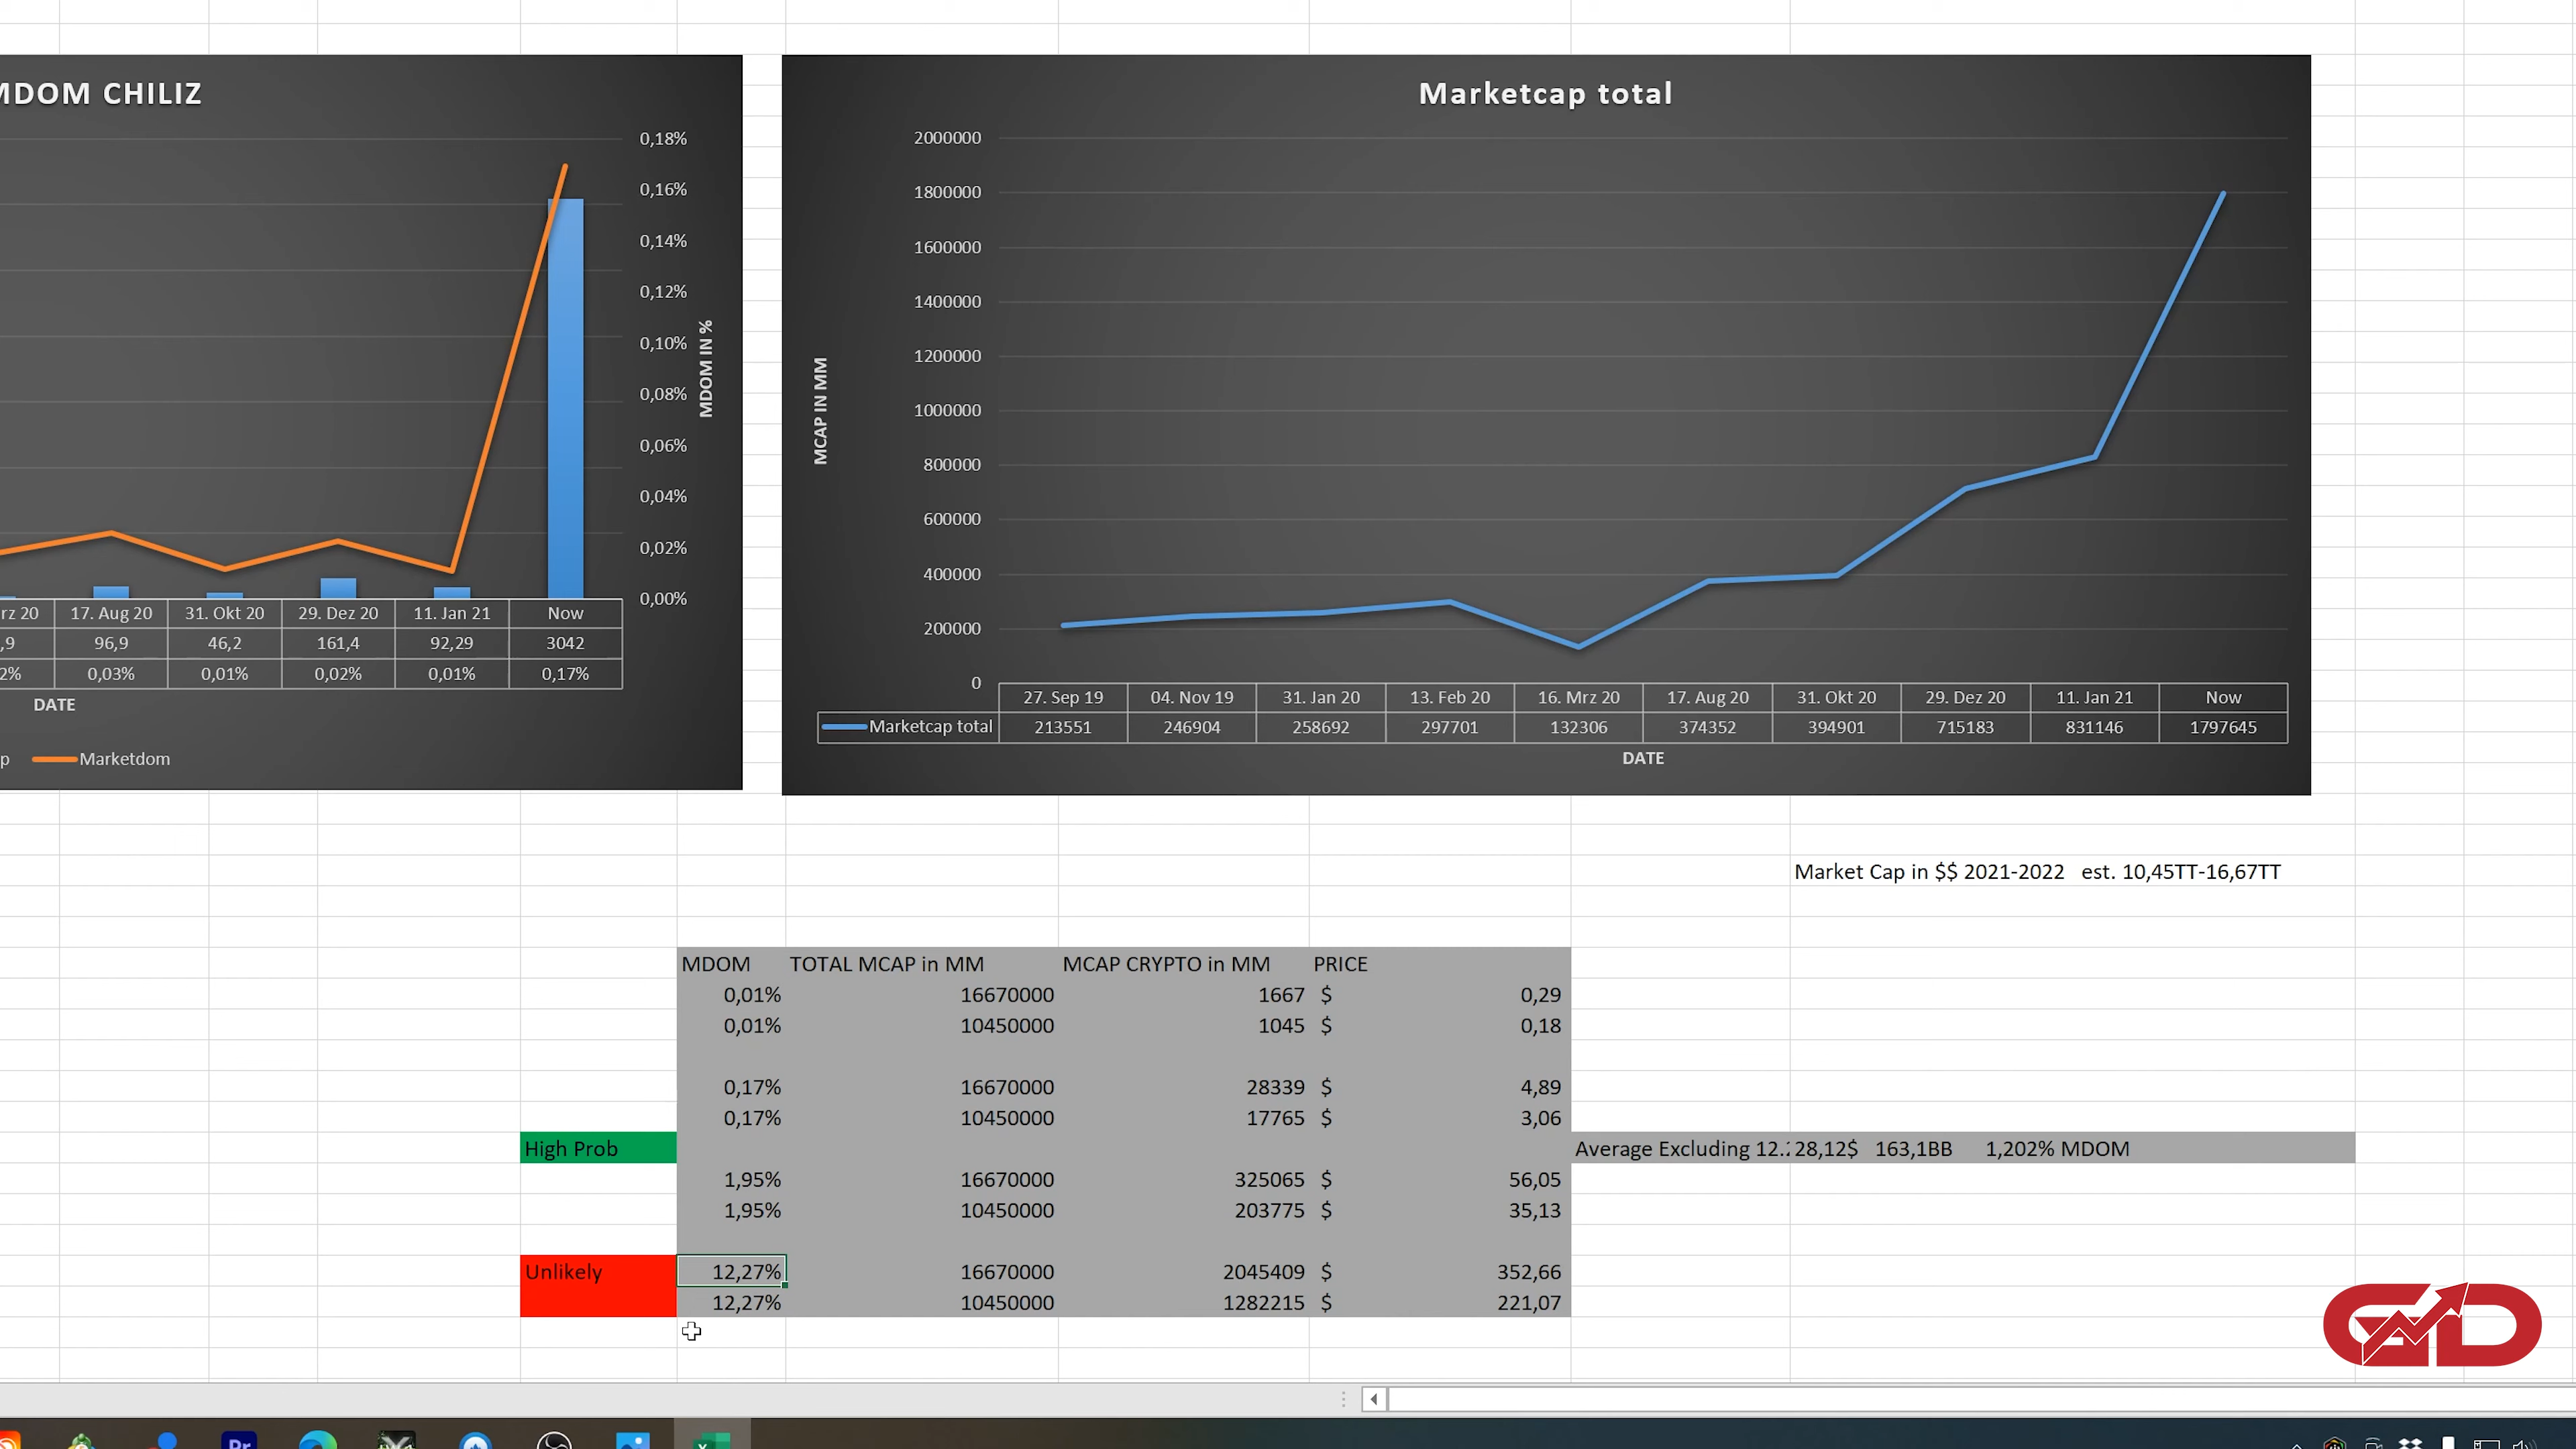 MDOM CHILIZ
0,18%
0,16%
0,14%
0,12%
0,10%
0,08%
0,06%
0,04%
0,02%
0,00%
MDOM IN %
rz 20 17. Aug 20 31. Okt 20 29. Dez 20 11. Jan 21 Now
,9 96,9 46,2 161,4 92,29 3042
2% 0,03% 0,01% 0,02% 0,01% 0,17%
DATE
p Marketdom
Marketcap total
2000000
1800000
1600000
1400000
1200000
1000000
800000
600000
400000
200000
0
MCAP IN MM
27. Sep 19 04. Nov 19 31. Jan 20 13. Feb 20 16. Mrz 20 17. Aug 20 31. Okt 20 29. Dez 20 11. Jan 21 Now
Marketcap total 213551 246904 258692 297701 132306 374352 394901 715183 831146 1797645
DATE
Market Cap in $$ 2021-2022 est. 10,45TT-16,67TT
MDOM TOTAL MCAP in MM MCAP CRYPTO in MM PRICE
0,01% 16670000 1667 $ 0,29
0,01% 10450000 1045 $ 0,18
0,17% 16670000 28339 $ 4,89
0,17% 10450000 17765 $ 3,06
High Prob Average Excluding 12.2 28,12$ 163,1BB 1,202% MDOM
1,95% 16670000 325065 $ 56,05
1,95% 10450000 203775 $ 35,13
Unlikely 12,27% 16670000 2045409 $ 352,66
12,27% 10450000 1282215 $ 221,07
GD
Pr